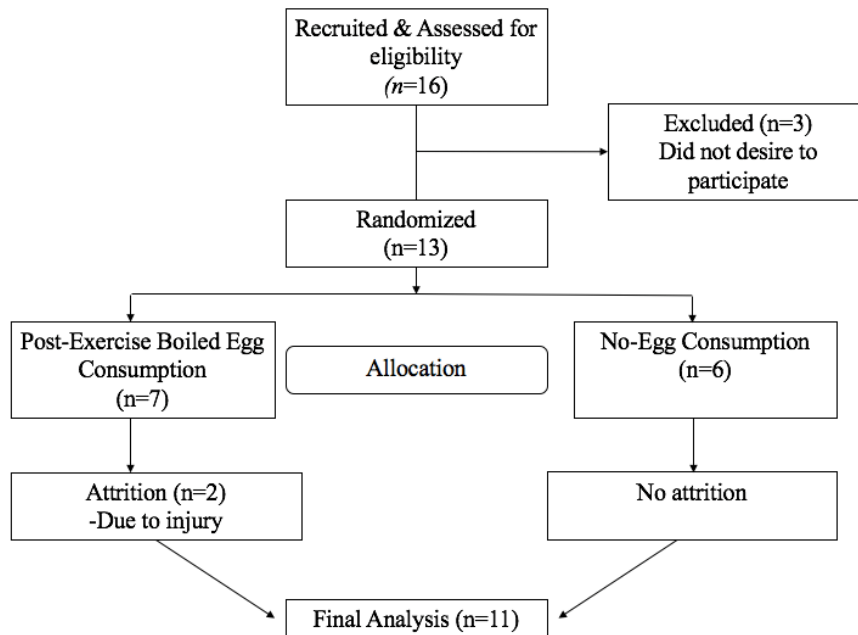 Recruited & Assessed for
eligibility
(n=16)
Excluded (n=3)
Did not desire to
participate
Randomized
(n=13)
Post-Exercise Boiled Egg
Consumption
(n=7)
Allocation
No-Egg Consumption
(n=6)
Attrition (n=2)
-Due to injury
No attrition
Final Analysis (n=11)